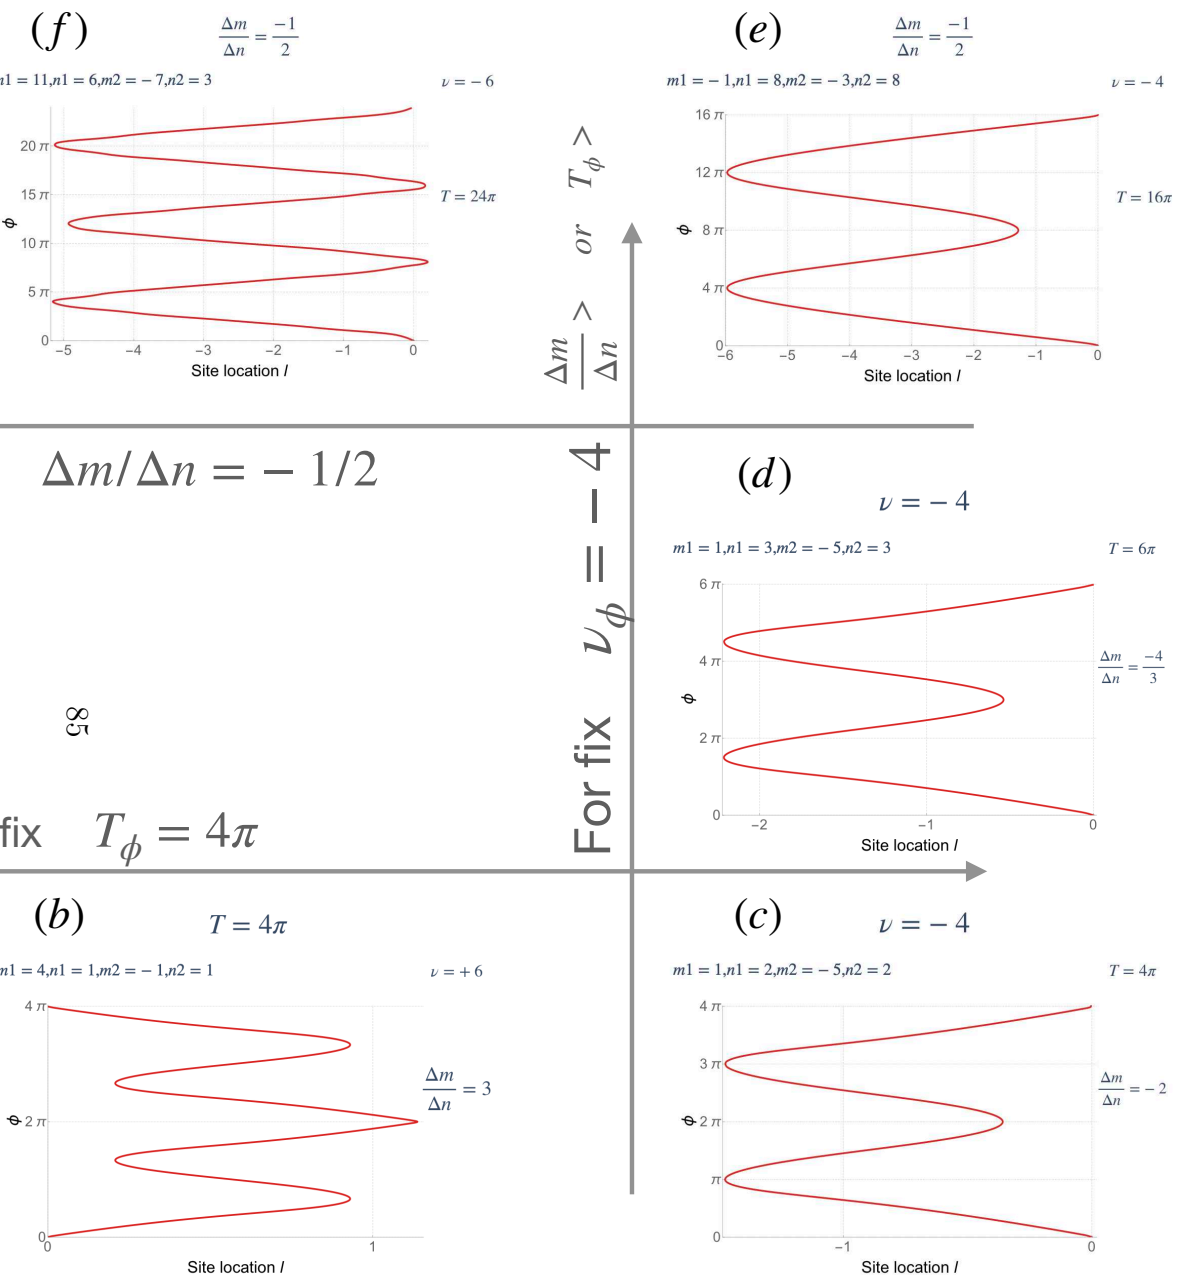 (f)
Δm/Δn = −1/2
n1 = 11,n1 = 6,m2 = − 7,n2 = 3
ν = − 6
T = 24π
20 π
15 π
10 π
5 π
0
ϕ
−5 −4 −3 −2 −1 0
Site location l
(e)
Δm/Δn = −1/2
m1 = − 1,n1 = 8,m2 = − 3,n2 = 8
ν = − 4
T = 16π
16 π
12 π
8 π
4 π
0
ϕ
−6 −5 −4 −3 −2 −1 0
Site location l
Δm/Δn > or T_ϕ >
Δm/Δn = − 1/2
For fix ν_ϕ = − 4
(d)
ν = − 4
m1 = 1,n1 = 3,m2 = − 5,n2 = 3
T = 6π
Δm/Δn = −4/3
6 π
4 π
2 π
0
ϕ
−2 −1 0
Site location l
85
fix T_ϕ = 4π
(b)
T = 4π
n1 = 4,n1 = 1,m2 = − 1,n2 = 1
ν = + 6
Δm/Δn = 3
4 π
2 π
0
ϕ
0 1
Site location l
(c)
ν = − 4
m1 = 1,n1 = 2,m2 = − 5,n2 = 2
T = 4π
Δm/Δn = − 2
4 π
3 π
2 π
π
0
ϕ
−1 0
Site location l